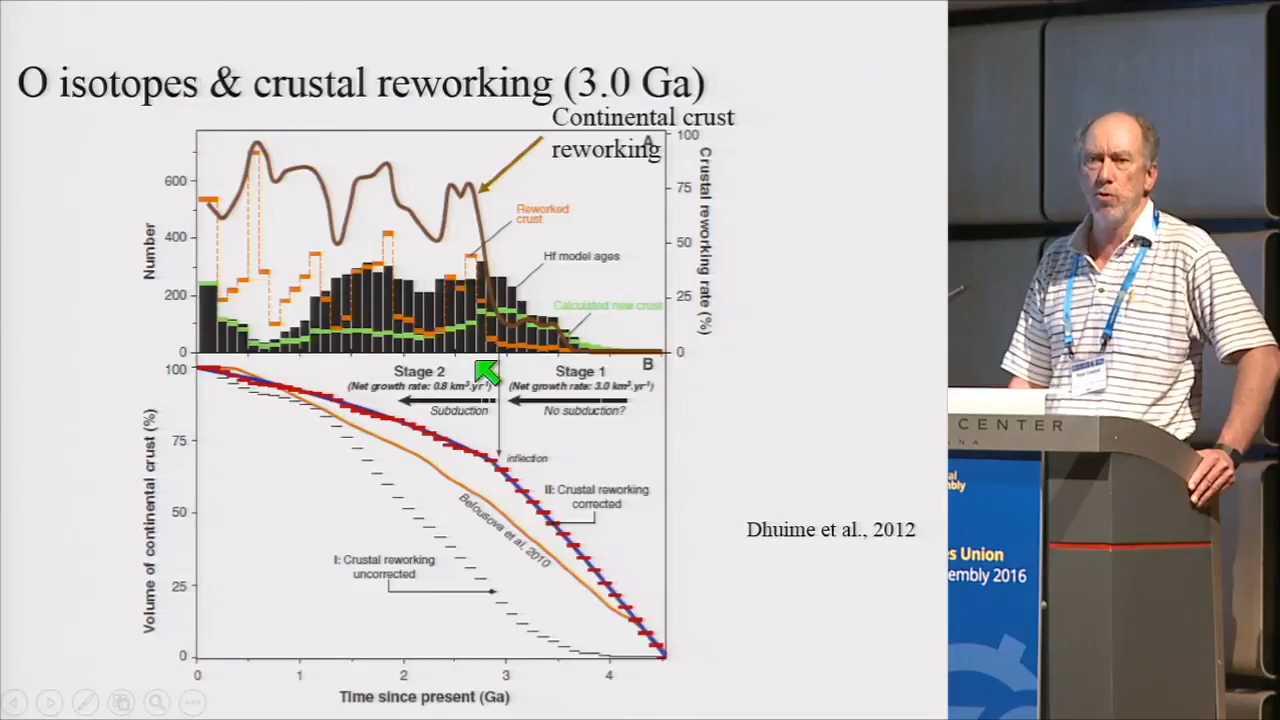 O isotopes & crustal reworking (3.0 Ga)
Continental crust
reworking
A
100
75
50
25
0
Crustal reworking rate (%)
600
400
200
0
Number
Reworked
crust
Hf model ages
Calculated new crust
B
Stage 2
(Net growth rate: 0.8 km³.yr⁻¹)
Subduction
Stage 1
(Net growth rate: 3.0 km³.yr⁻¹)
No subduction?
inflection
II: Crustal reworking
corrected
Belousova et al, 2010
I: Crustal reworking
uncorrected
100
75
50
25
0
Volume of continental crust (%)
0
1
2
3
4
Time since present (Ga)
Dhuime et al., 2012
CENTER
NA
al
embly
s Union
embly 2016